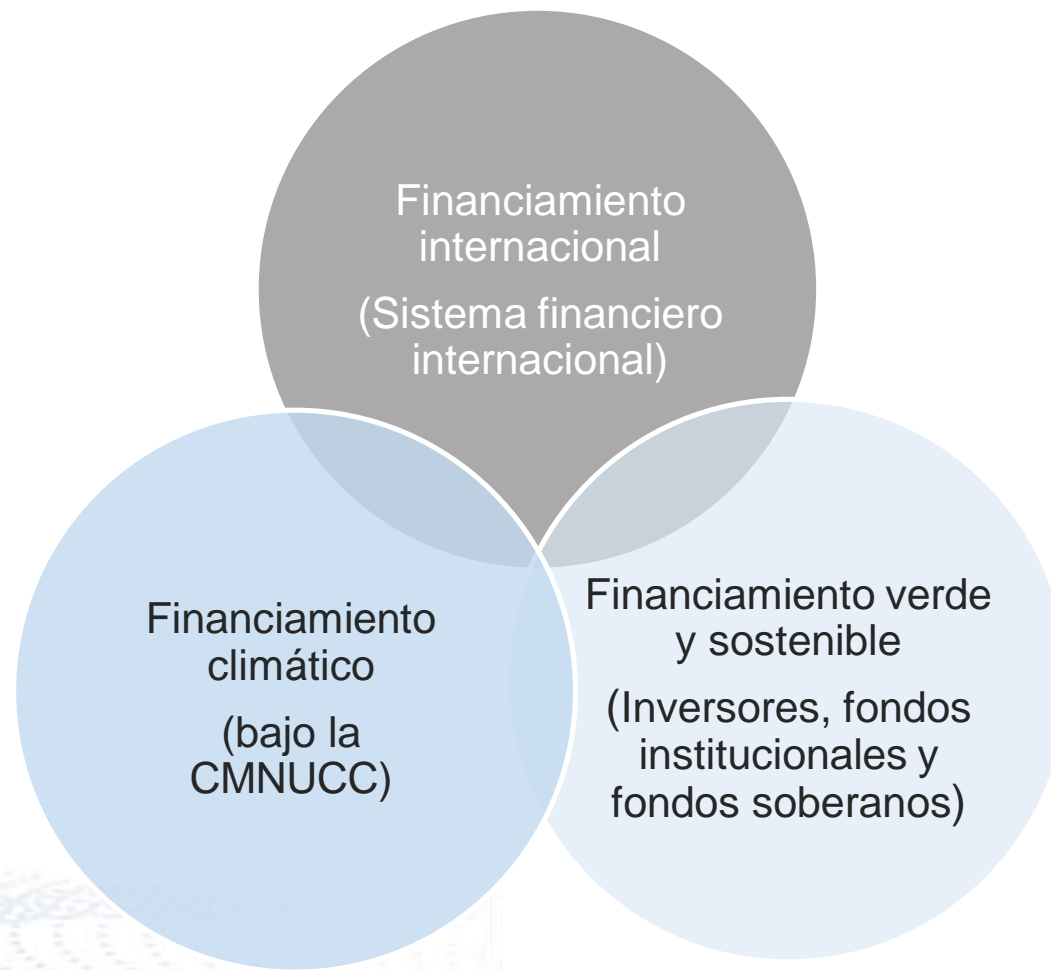 Financiamiento
internacional
(Sistema financiero
internacional)
Financiamiento
climático
(bajo la
CMNUCC)
Financiamiento verde
y sostenible
(Inversores, fondos
institucionales y
fondos soberanos)